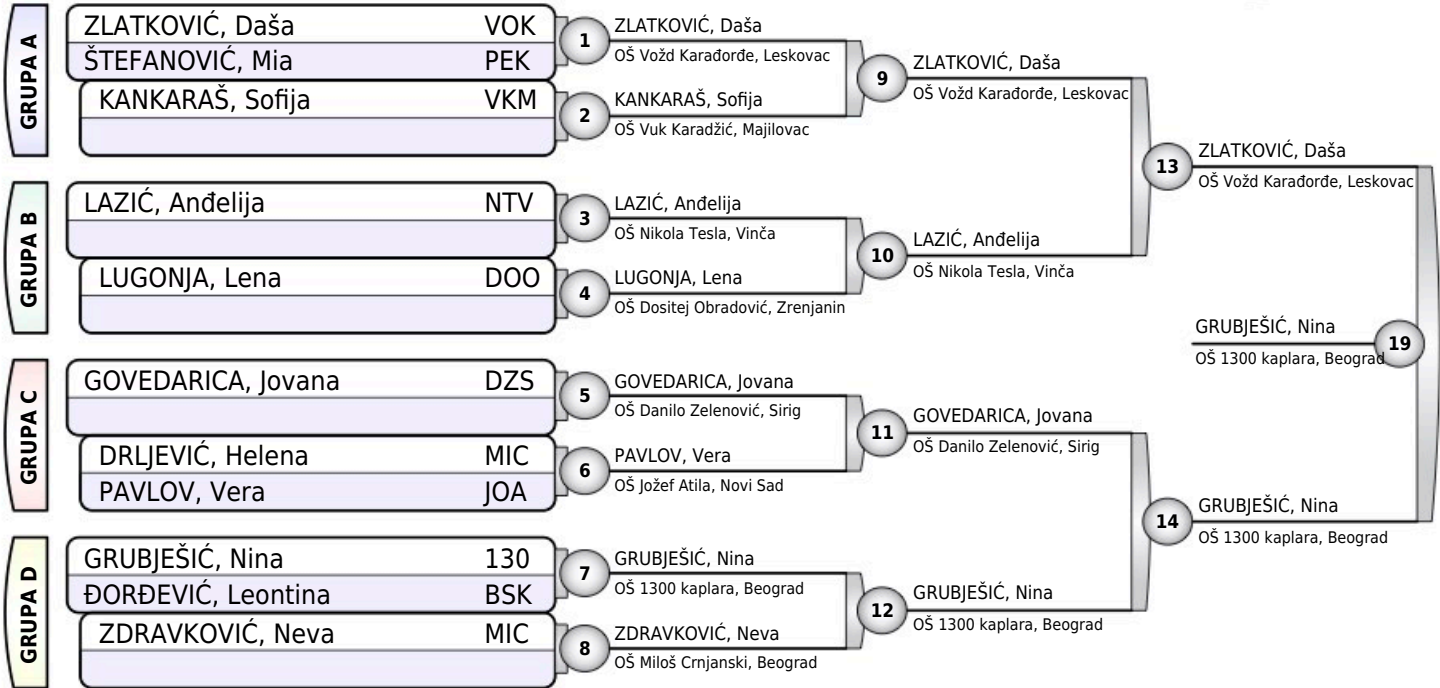 GRUPA A
ZLATKOVIĆ, Daša VOK
ŠTEFANOVIĆ, Mia PEK
KANKARAŠ, Sofija VKM
GRUPA B
LAZIĆ, Anđelija NTV
LUGONJA, Lena DOO
GRUPA C
GOVEDARICA, Jovana DZS
DRLJEVIĆ, Helena MIC
PAVLOV, Vera JOA
GRUPA D
GRUBJEŠIĆ, Nina 130
ĐORĐEVIĆ, Leontina BSK
ZDRAVKOVIĆ, Neva MIC
1
ZLATKOVIĆ, Daša
OŠ Vožd Karađorđe, Leskovac
2
KANKARAŠ, Sofija
OŠ Vuk Karadžić, Majilovac
3
LAZIĆ, Anđelija
OŠ Nikola Tesla, Vinča
4
LUGONJA, Lena
OŠ Dositej Obradović, Zrenjanin
5
GOVEDARICA, Jovana
OŠ Danilo Zelenović, Sirig
6
PAVLOV, Vera
OŠ Jožef Atila, Novi Sad
7
GRUBJEŠIĆ, Nina
OŠ 1300 kaplara, Beograd
8
ZDRAVKOVIĆ, Neva
OŠ Miloš Crnjanski, Beograd
9
ZLATKOVIĆ, Daša
OŠ Vožd Karađorđe, Leskovac
10
LAZIĆ, Anđelija
OŠ Nikola Tesla, Vinča
11
GOVEDARICA, Jovana
OŠ Danilo Zelenović, Sirig
12
GRUBJEŠIĆ, Nina
OŠ 1300 kaplara, Beograd
13
ZLATKOVIĆ, Daša
OŠ Vožd Karađorđe, Leskovac
14
GRUBJEŠIĆ, Nina
OŠ 1300 kaplara, Beograd
GRUBJEŠIĆ, Nina
OŠ 1300 kaplara, Beograd
19